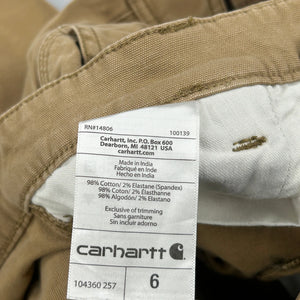 RN#14806 100139
Carhartt, Inc. P.O. Box 600
Dearborn, MI 48121 USA
carhartt.com
Made in India
Fabriqué en Inde
Hecho en India
98% Cotton/ 2% Elastane (Spandex)
98% Coton/ 2% Élasthanne
98% Algodón/ 2% Elastano
Exclusive of trimming
Sans garniture
Sin incluir adornos
carhartt
104360 257 6